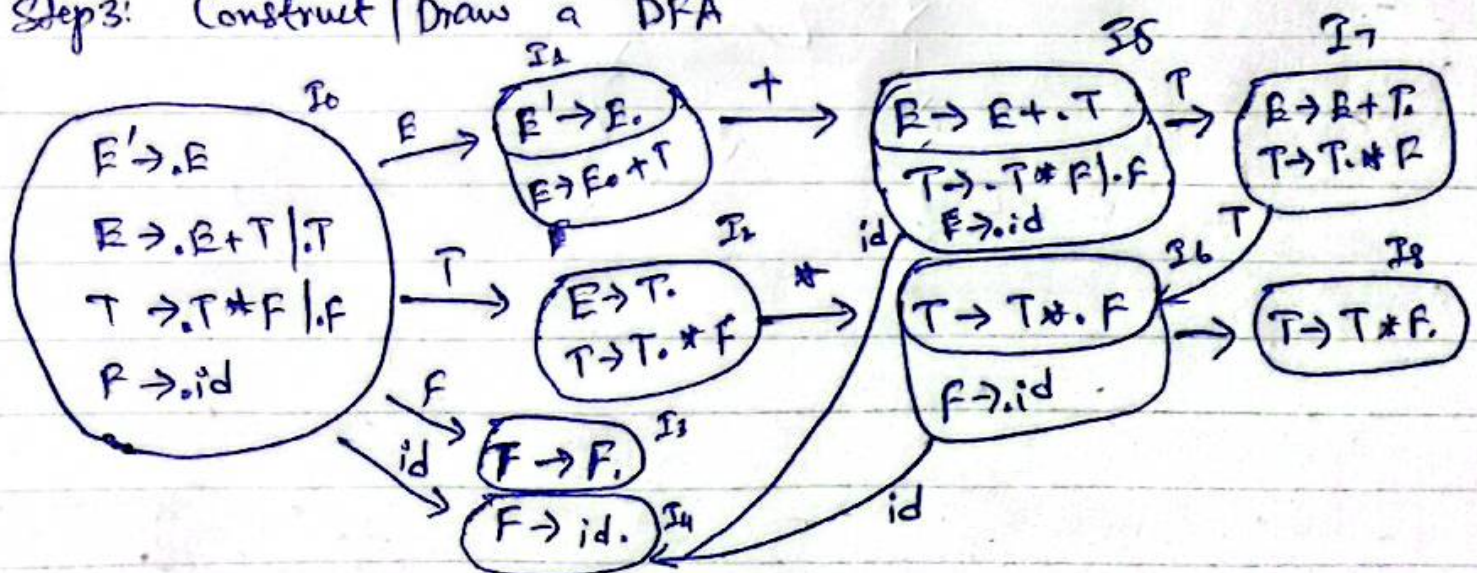 Step3: Construct | Draw a DFA
I0
E' → .E
E → .E + T | .T
T → .T * F | .F
F → .id
E
T
F
id
I1
E' → E.
E → E. + T
+
I2
E → T.
T → T. * F
*
I3
T → F.
I4
F → id.
I5
E → E + . T
T → . T * F | .F
F → .id
T
id
I6
T → T * . F
F → .id
id
I7
E → E + T.
T → T. * F
T
I8
T → T * F.